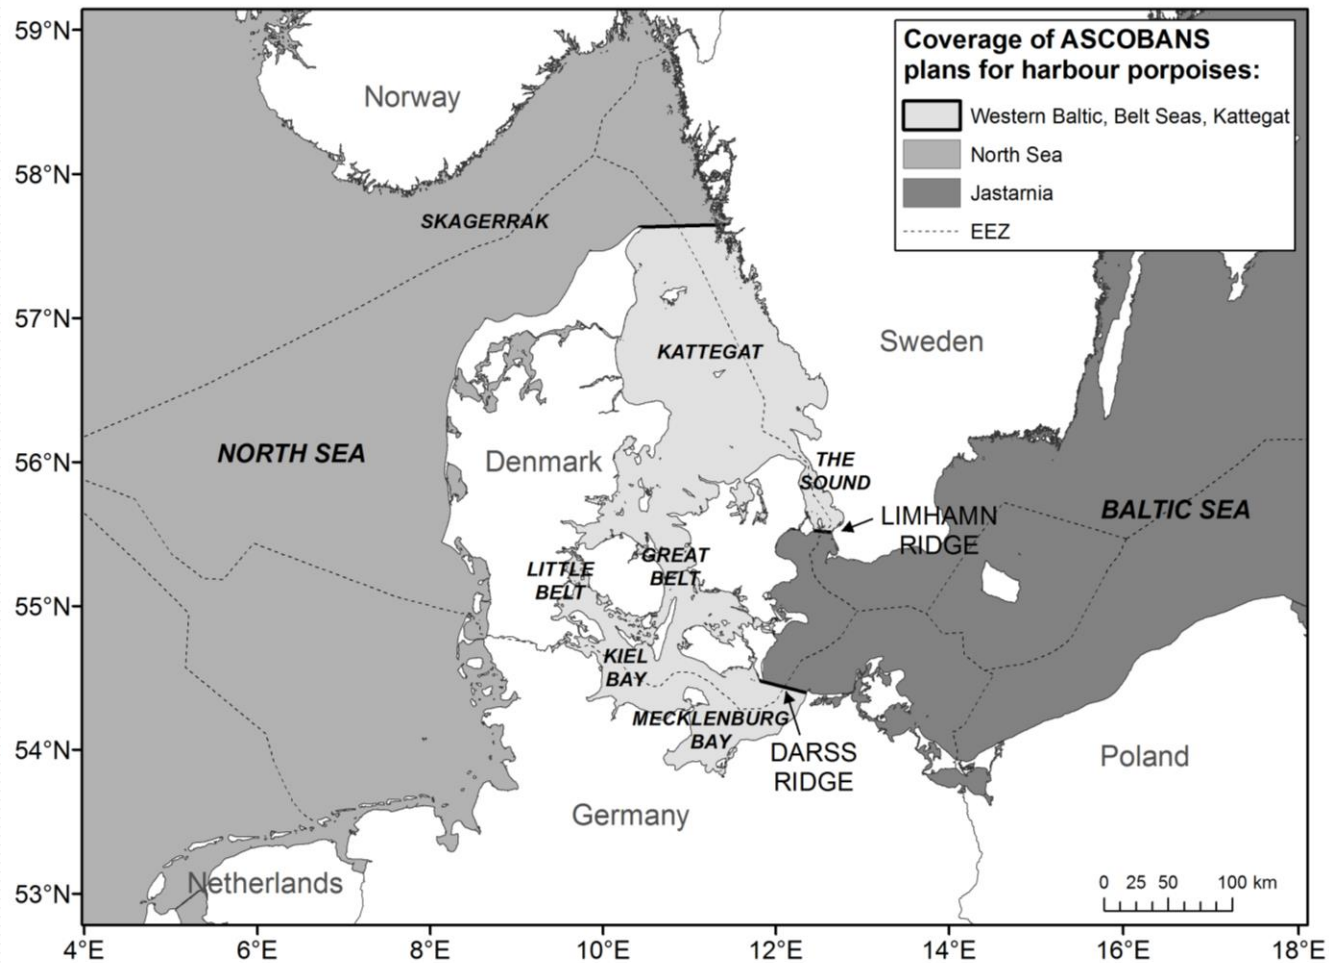 59°N
58°N
57°N
56°N
55°N
54°N
53°N
Coverage of ASCOBANS
plans for harbour porpoises:
Western Baltic, Belt Seas, Kattegat
North Sea
Jastarnia
EEZ
Norway
SKAGERRAK
KATTEGAT
Sweden
NORTH SEA
Denmark
THE
SOUND
BALTIC SEA
LIMHAMN
RIDGE
LITTLE
BELT
GREAT
BELT
KIEL
BAY
MECKLENBURG
BAY
DARSS
RIDGE
Poland
Germany
Netherlands
0 25 50 100 km
4°E 6°E 8°E 10°E 12°E 14°E 16°E 18°E